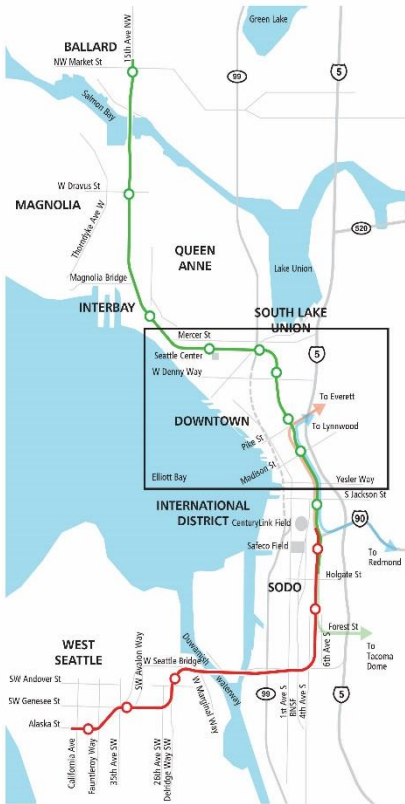 Green Lake
15th Ave NW
BALLARD
NW Market St
99
5
Salmon Bay
W Dravus St
MAGNOLIA
Thorndyke Ave W
520
QUEEN
ANNE
Lake Union
Magnolia Bridge
INTERBAY
SOUTH LAKE
UNION
Mercer St
Seattle Center
5
W Denny Way
To Everett
To Lynnwood
DOWNTOWN
Pike St
Madison St
Elliott Bay
Yesler Way
S Jackson St
INTERNATIONAL
DISTRICT
CenturyLink Field
90
Safeco Field
To
Redmond
Holgate St
SODO
Forest St
To
Tacoma
Dome
6th Ave S
WEST
SEATTLE
SW Avalon Way
Duwamish
Waterway
W Seattle Bridge
SW Andover St
SW Genesee St
Alaska St
W Marginal Way
99
1st Ave S
BNSF
4th Ave S
5
California Ave
Fauntleroy Way
35th Ave SW
26th Ave SW
Delridge Way SW